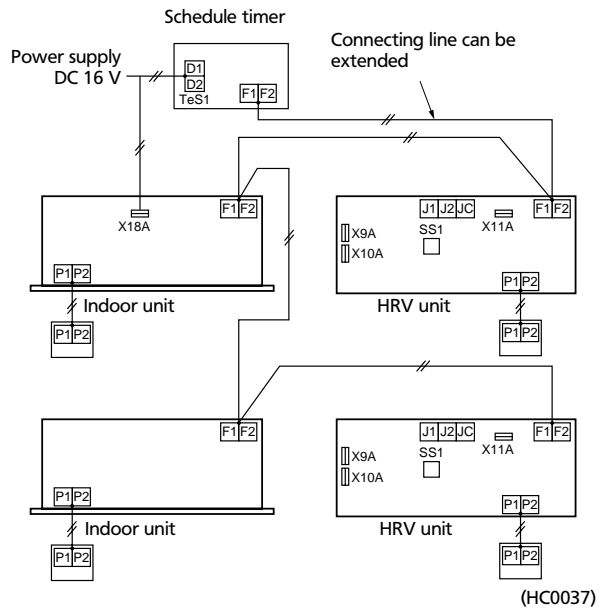 Schedule timer
Power supply
DC 16 V
D1
D2
TeS1
F1 F2
Connecting line can be
extended
X18A
F1 F2
P1 P2
Indoor unit
P1 P2
J1 J2 JC
SS1
X11A
F1 F2
X9A
X10A
P1 P2
HRV unit
P1 P2
F1 F2
P1 P2
Indoor unit
P1 P2
J1 J2 JC
SS1
X11A
F1 F2
X9A
X10A
P1 P2
HRV unit
P1 P2
(HC0037)